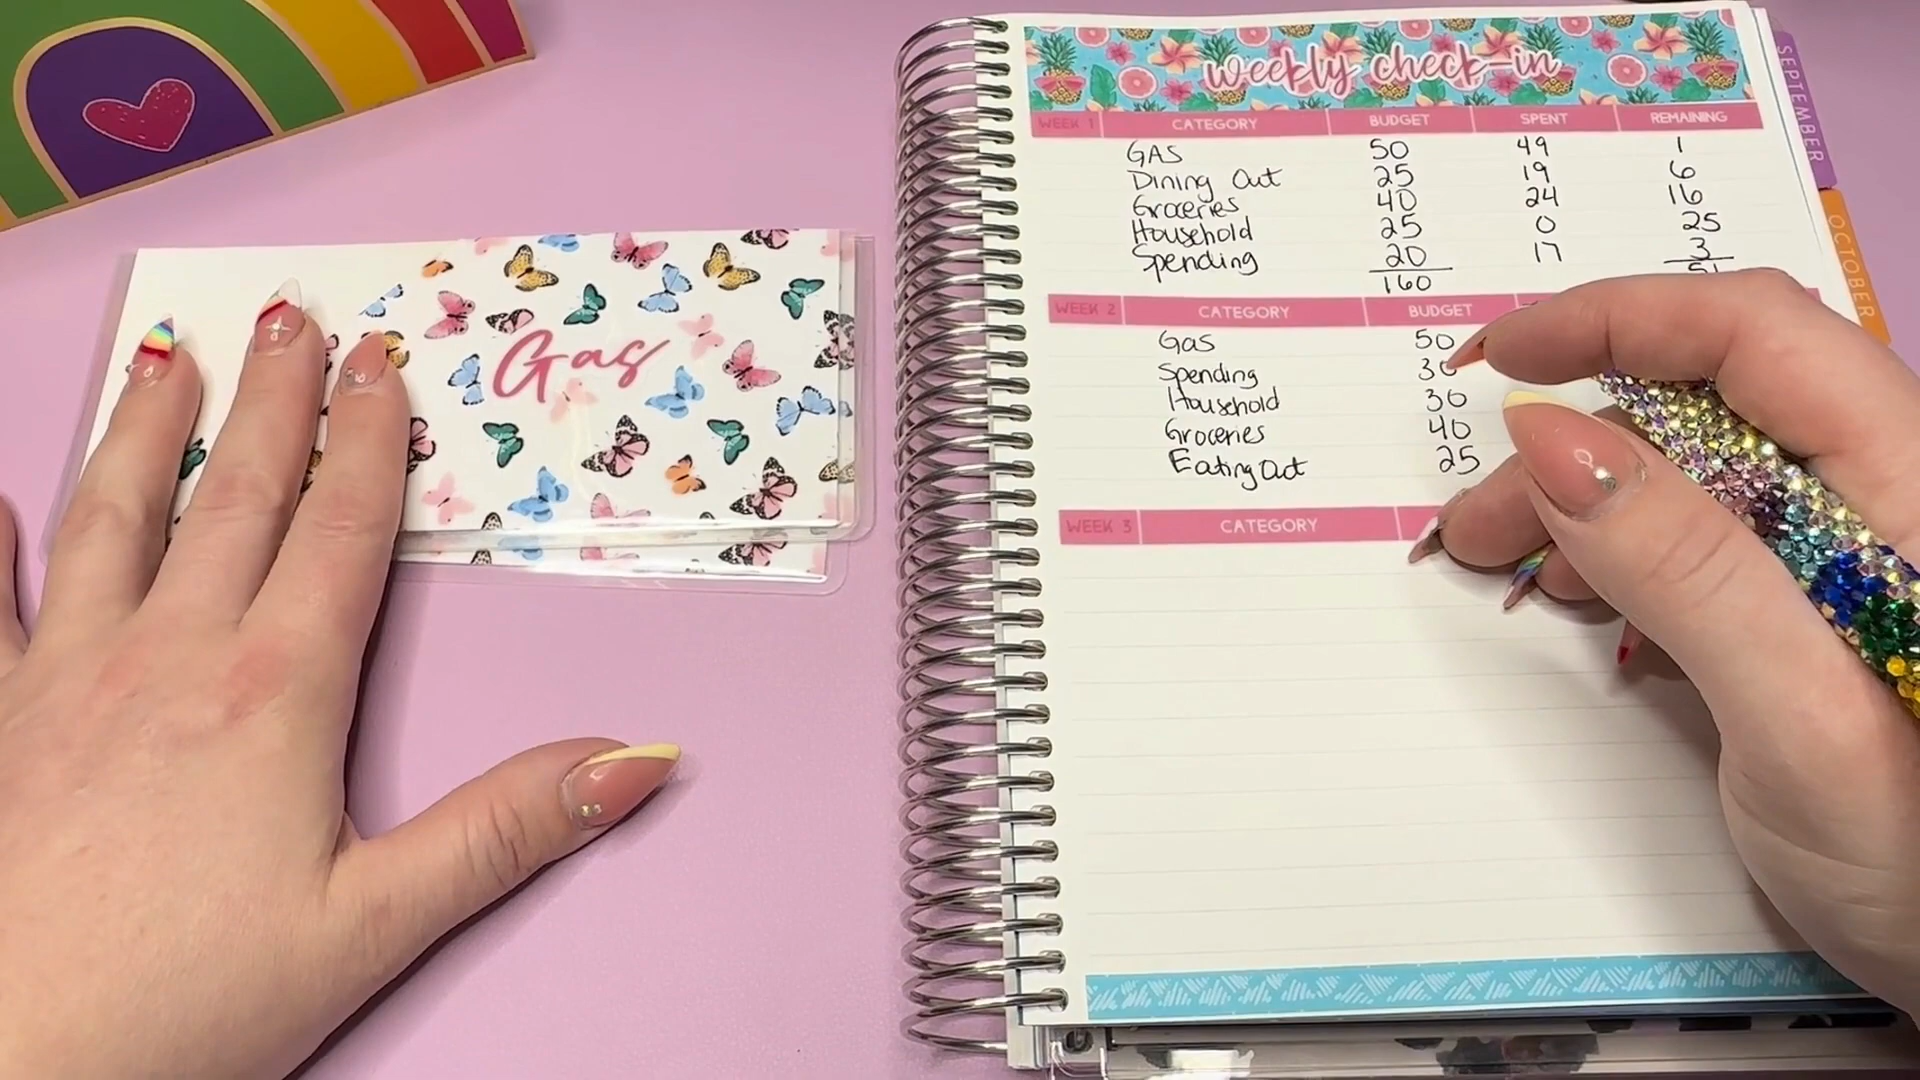 weekly check-in
WEEK 1 CATEGORY BUDGET SPENT REMAINING
GAS 50 49 1
Dining Out 25 19 6
Groceries 40 24 16
Household 25 0 25
Spending 20 17 3
160 51
WEEK 2 CATEGORY BUDGET
Gas 50
Spending 30
Household 30
Groceries 40
Eating Out 25
WEEK 3 CATEGORY
SEPTEMBER
OCTOBER
Gas